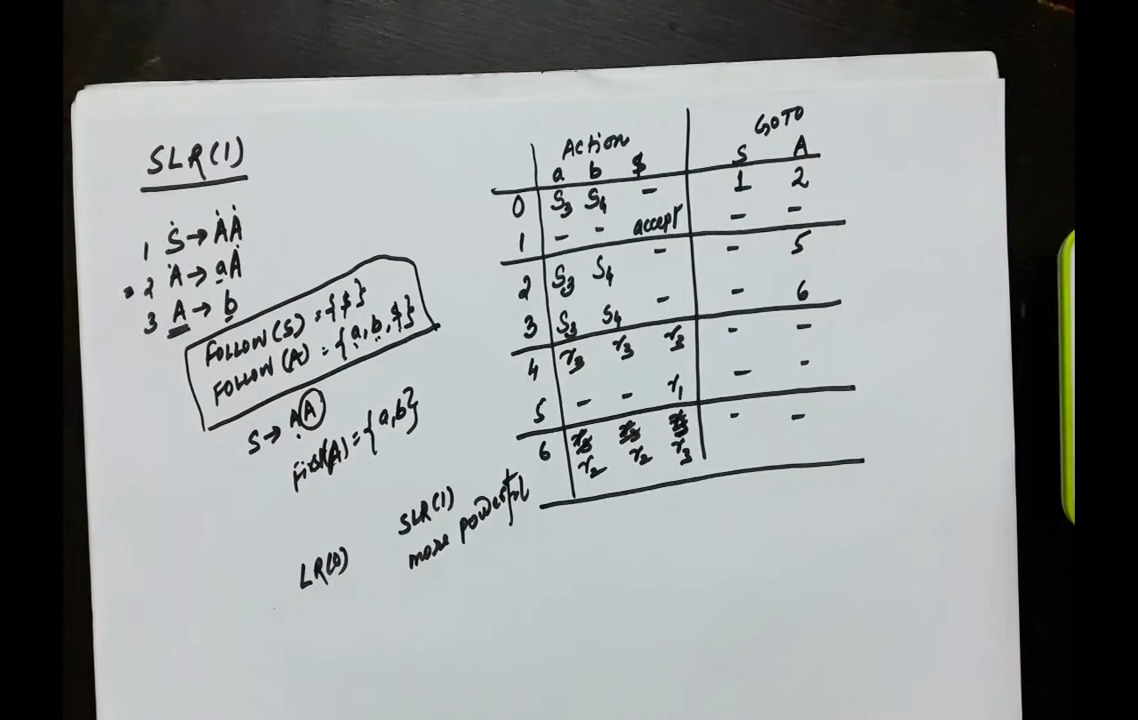 SLR(1)
1 S → AA
2 A → aA
3 A → b
FOLLOW(S) = {$}
FOLLOW(A) = {a,b,$}
S → AA
First(A) = {a,b}
LR(0)
SLR(1)
more powerful
Action GOTO
a b $ S A
0 S3 S4 - 1 2
1 - - accept - -
2 S3 S4 - - 5
3 S3 S4 - - 6
4 r3 r3 r3 - -
5 - - r1 - -
6 - -
r2 r2 r3